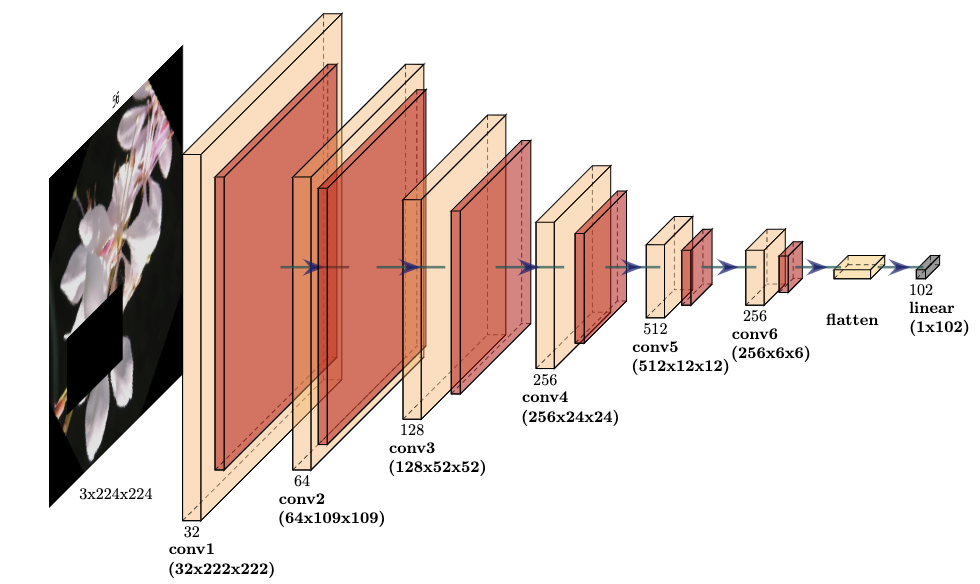 3x224x224
32
conv1
(32x222x222)
64
conv2
(64x109x109)
128
conv3
(128x52x52)
256
conv4
(256x24x24)
512
conv5
(512x12x12)
256
conv6
(256x6x6)
flatten
102
linear
(1x102)